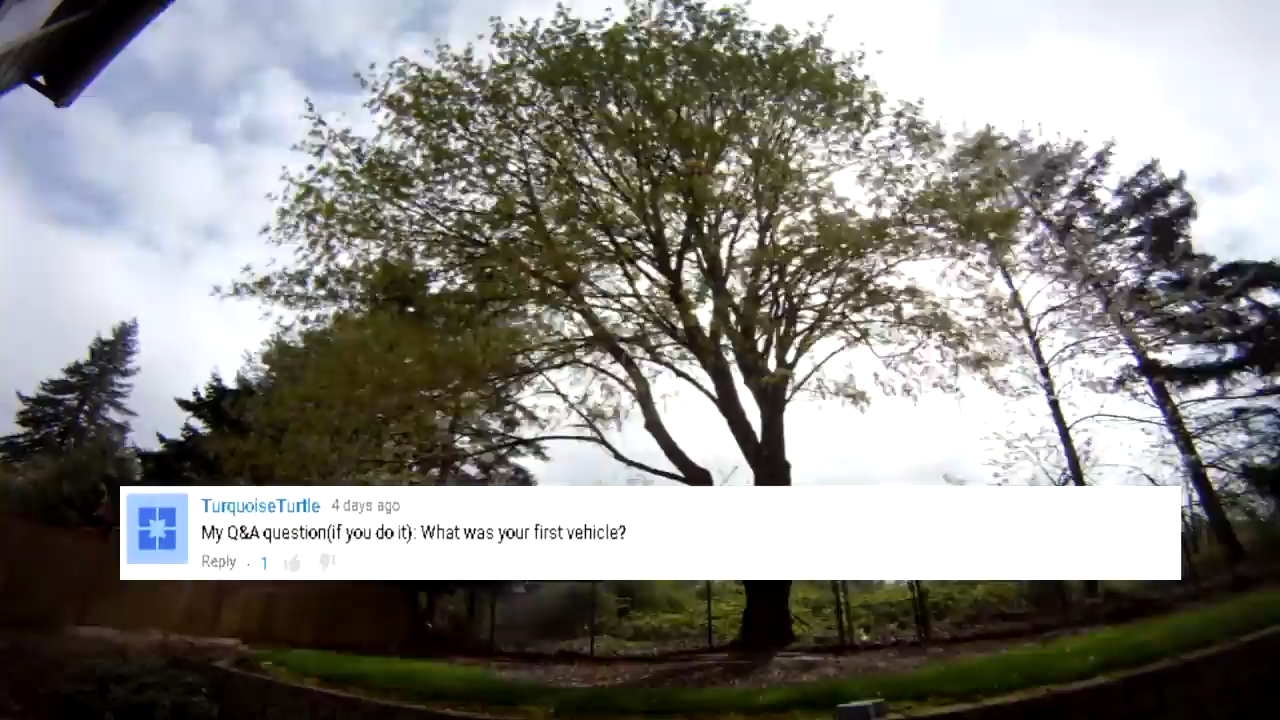 TurquoiseTurtle 4 days ago
My Q&A question(if you do it): What was your first vehicle?
Reply · 1